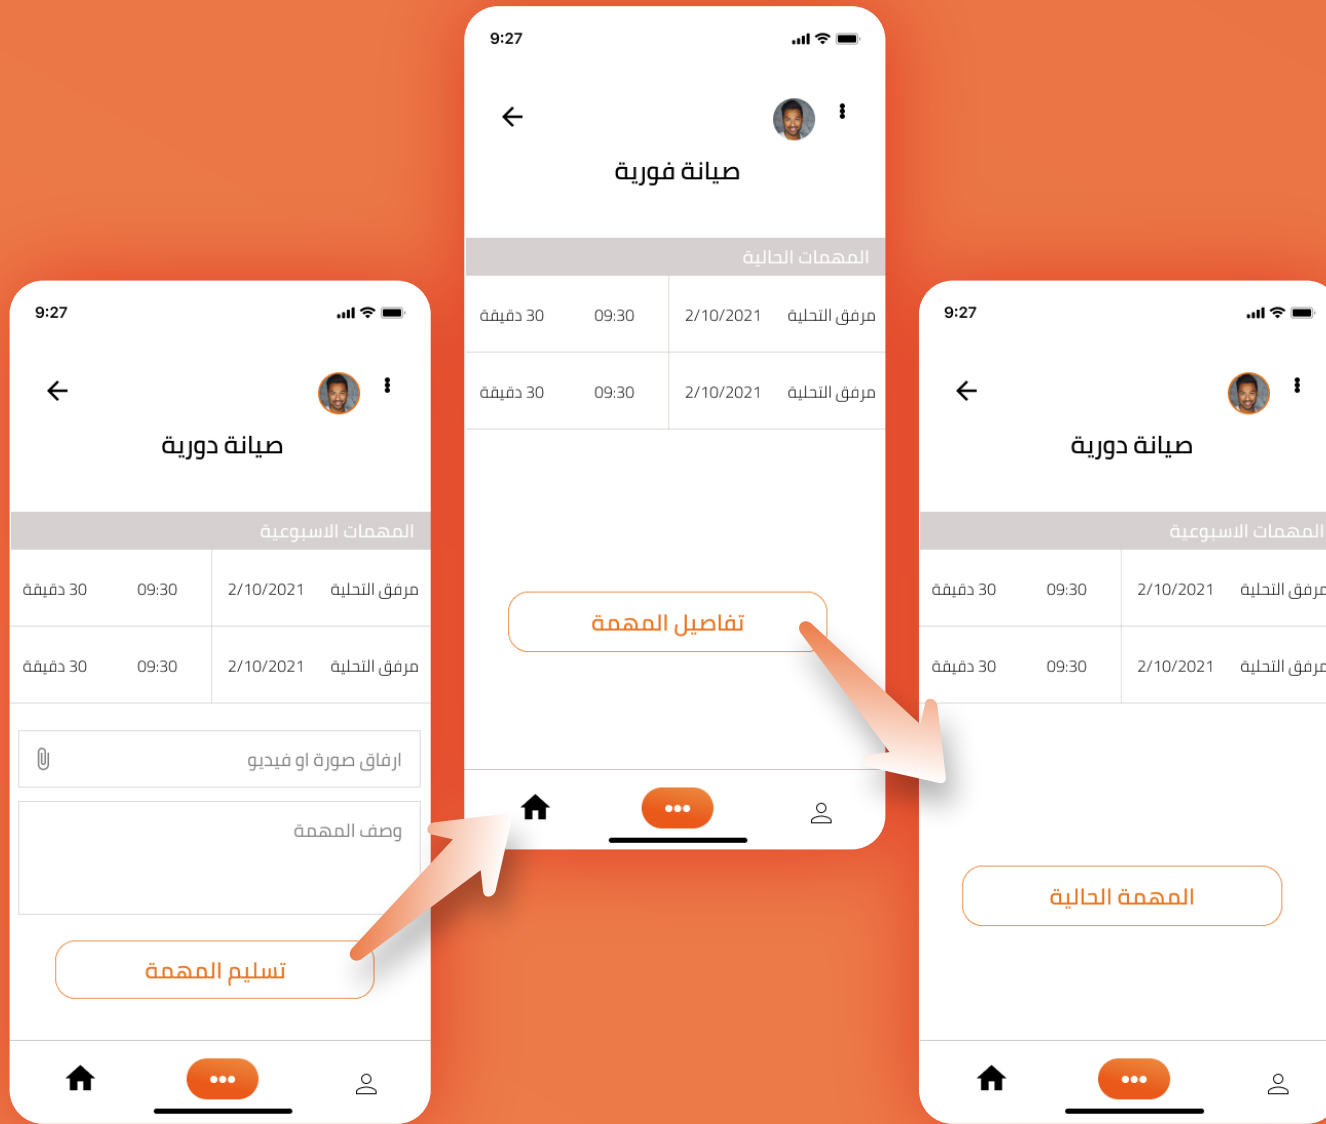 9:27
صيانة دورية
المهمات الاسبوعية
مرفق التحلية 2/10/2021 09:30 30 دقيقة
مرفق التحلية 2/10/2021 09:30 30 دقيقة
ارفاق صورة او فيديو
وصف المهمة
تسليم المهمة
9:27
صيانة فورية
المهمات الحالية
مرفق التحلية 2/10/2021 09:30 30 دقيقة
مرفق التحلية 2/10/2021 09:30 30 دقيقة
تفاصيل المهمة
9:27
صيانة دورية
المهمات الاسبوعية
مرفق التحلية 2/10/2021 09:30 30 دقيقة
مرفق التحلية 2/10/2021 09:30 30 دقيقة
المهمة الحالية